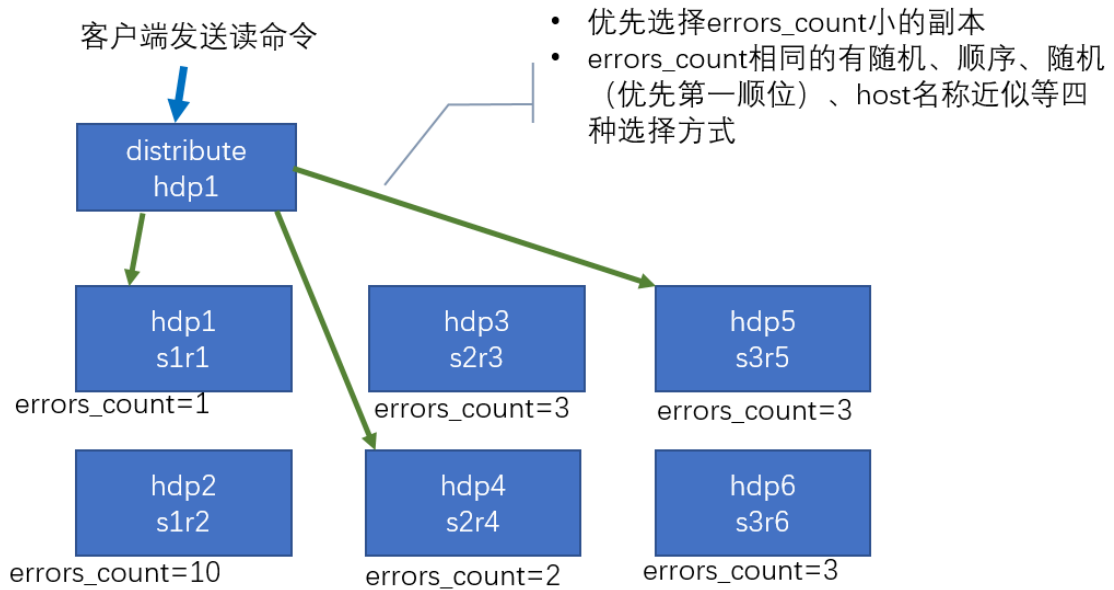 客户端发送读命令
• 优先选择errors_count小的副本
• errors_count相同的有随机、顺序、随机
（优先第一顺位）、host名称近似等四
种选择方式
distribute
hdp1
hdp1
s1r1
errors_count=1
hdp3
s2r3
errors_count=3
hdp5
s3r5
errors_count=3
hdp2
s1r2
errors_count=10
hdp4
s2r4
errors_count=2
hdp6
s3r6
errors_count=3